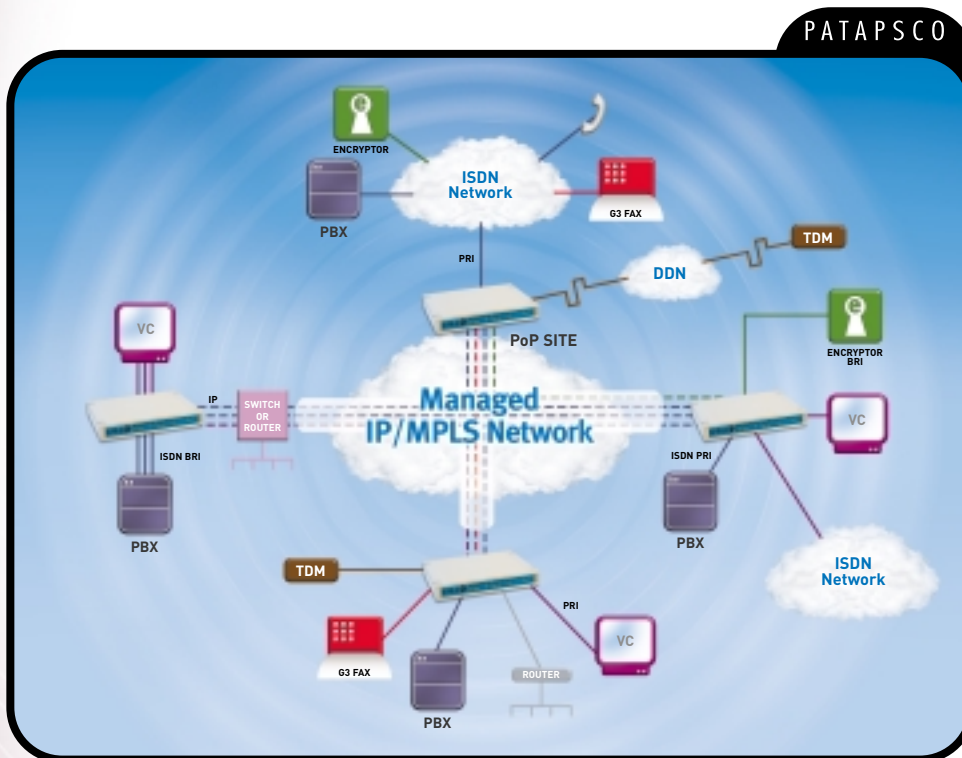 PATAPSCO
ENCRYPTOR
ISDN
Network
PBX
G3 FAX
PRI
DDN
TDM
PoP SITE
VC
ENCRYPTOR
BRI
IP
SWITCH
OR
ROUTER
Managed
IP/MPLS Network
VC
ISDN BRI
ISDN PRI
PBX
PBX
ISDN
Network
TDM
PRI
G3 FAX
PBX
ROUTER
VC